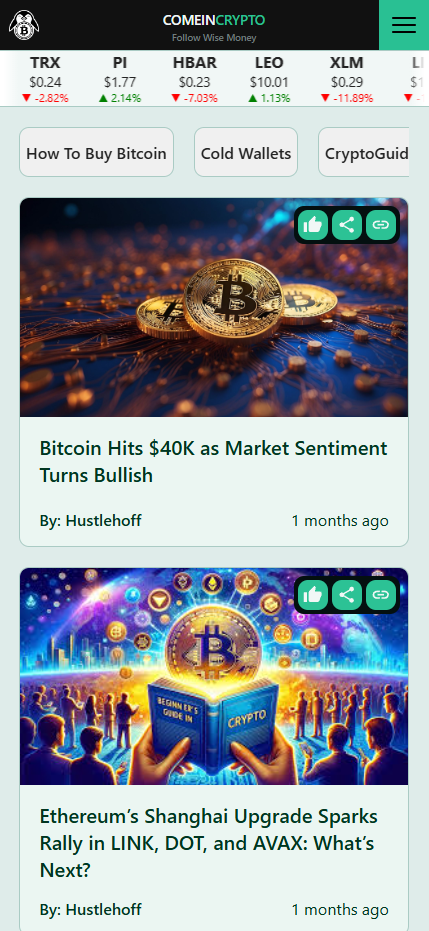 COMEINCRYPTO
Follow Wise Money
TRX PI HBAR LEO XLM
$0.24 $1.77 $0.23 $10.01 $0.29 $1
▼ -2.82% ▲ 2.14% ▼ -7.03% ▲ 1.13% ▼ -11.89% ▼ -
How To Buy Bitcoin
Cold Wallets
CryptoGuid
Bitcoin Hits $40K as Market Sentiment
Turns Bullish
By: Hustlehoff 1 months ago
BEGINNER'S
GUIDE IN
CRYPTO
Ethereum’s Shanghai Upgrade Sparks
Rally in LINK, DOT, and AVAX: What’s
Next?
By: Hustlehoff 1 months ago